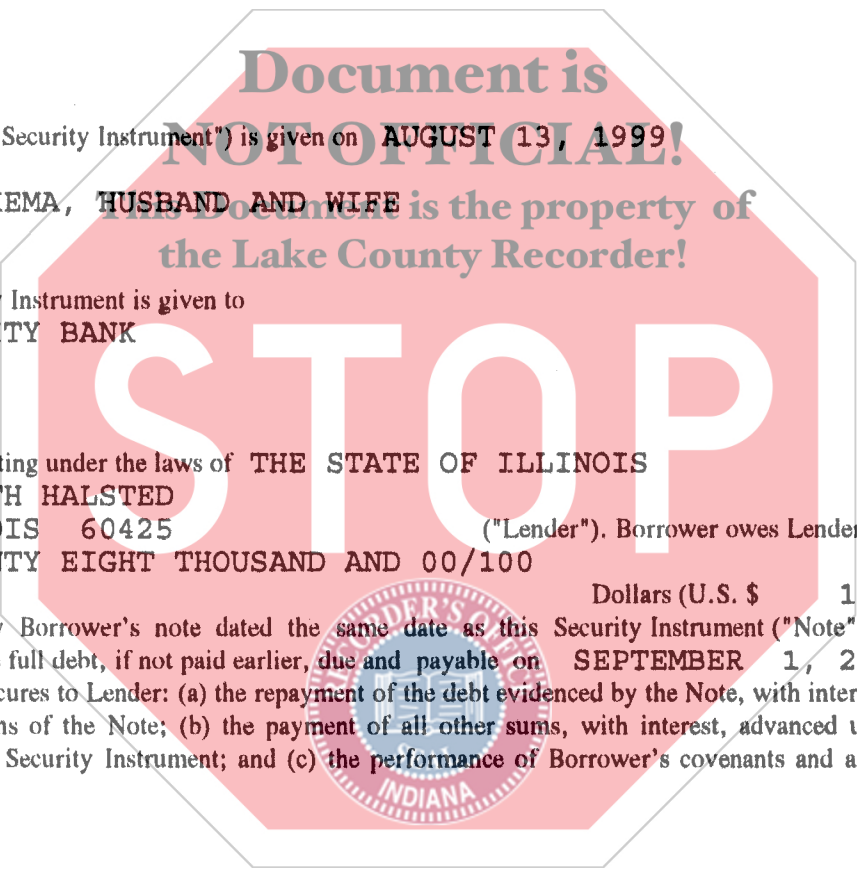 Document is
Security Instrument") is given on AUGUST 13, 1999
NOT OFFICIAL!
EMA, HUSBAND AND WIFE
This Document is the property of
the Lake County Recorder!
Instrument is given to
TY BANK
STOP
ting under the laws of THE STATE OF ILLINOIS
TH HALSTED
OIS 60425 ("Lender"). Borrower owes Lender
NTY EIGHT THOUSAND AND 00/100
Dollars (U.S. $ 1
Borrower's note dated the same date as this Security Instrument ("Note"
full debt, if not paid earlier, due and payable on SEPTEMBER 1, 2
cures to Lender: (a) the repayment of the debt evidenced by the Note, with inter
ns of the Note; (b) the payment of all other sums, with interest, advanced u
Security Instrument; and (c) the performance of Borrower's covenants and a
RECORDER'S OFFICE
SEAL
INDIANA